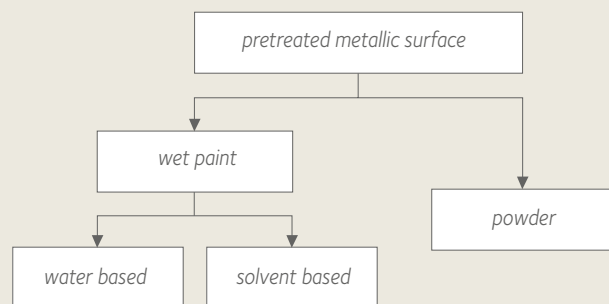 pretreated metallic surface
wet paint
powder
water based
solvent based